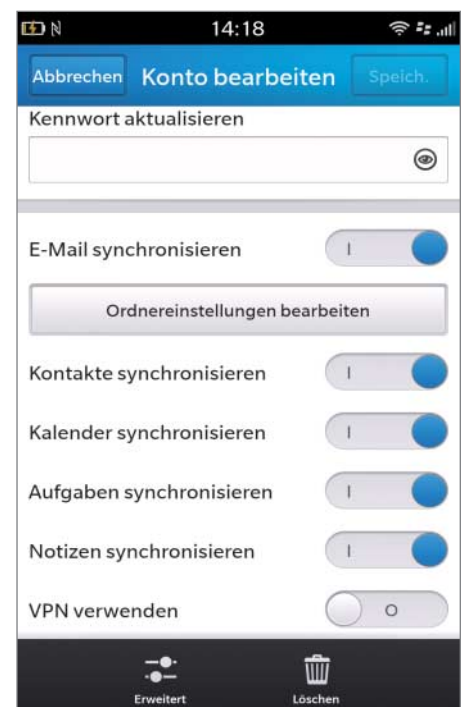 14:18
Abbrechen Konto bearbeiten Speich.
Kennwort aktualisieren
E-Mail synchronisieren
Ordnereinstellungen bearbeiten
Kontakte synchronisieren
Kalender synchronisieren
Aufgaben synchronisieren
Notizen synchronisieren
VPN verwenden
Erweitert Löschen